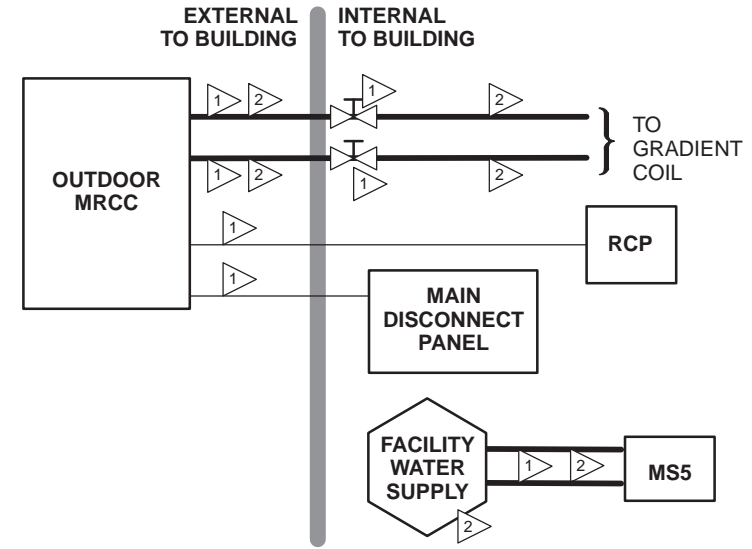 EXTERNAL
TO BUILDING
INTERNAL
TO BUILDING
1
2
1
2
OUTDOOR
MRCC
1
2
1
2
TO
GRADIENT
COIL
1
RCP
1
MAIN
DISCONNECT
PANEL
FACILITY
WATER
SUPPLY
1
2
MS5
2